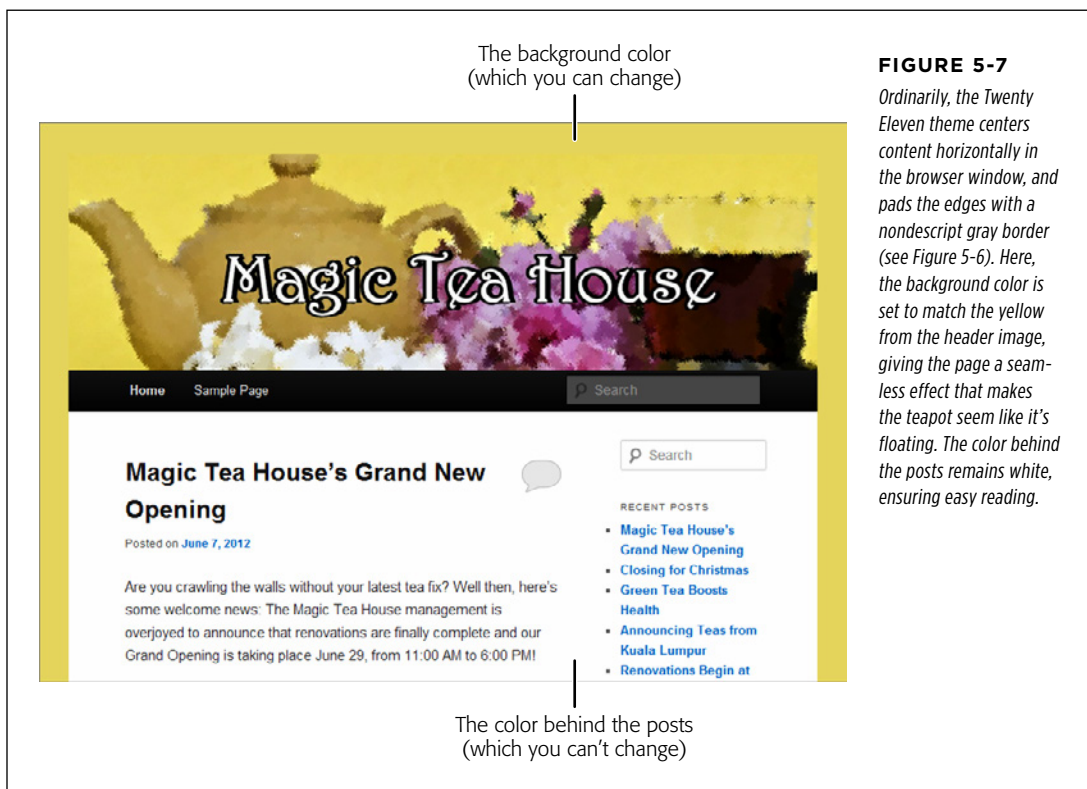 The background color
(which you can change)
FIGURE 5-7
Ordinarily, the Twenty
Eleven theme centers
content horizontally in
the browser window, and
pads the edges with a
nondescript gray border
(see Figure 5-6). Here,
the background color is
set to match the yellow
from the header image,
giving the page a seam-
less effect that makes
the teapot seem like it's
floating. The color behind
the posts remains white,
ensuring easy reading.
Magic Tea House
Home Sample Page Search
Magic Tea House's Grand New
Opening
Posted on June 7, 2012
Are you crawling the walls without your latest tea fix? Well then, here's
some welcome news: The Magic Tea House management is
overjoyed to announce that renovations are finally complete and our
Grand Opening is taking place June 29, from 11:00 AM to 6:00 PM!
Search
RECENT POSTS
Magic Tea House's
Grand New Opening
Closing for Christmas
Green Tea Boosts
Health
Announcing Teas from
Kuala Lumpur
Renovations Begin at
The color behind the posts
(which you can't change)